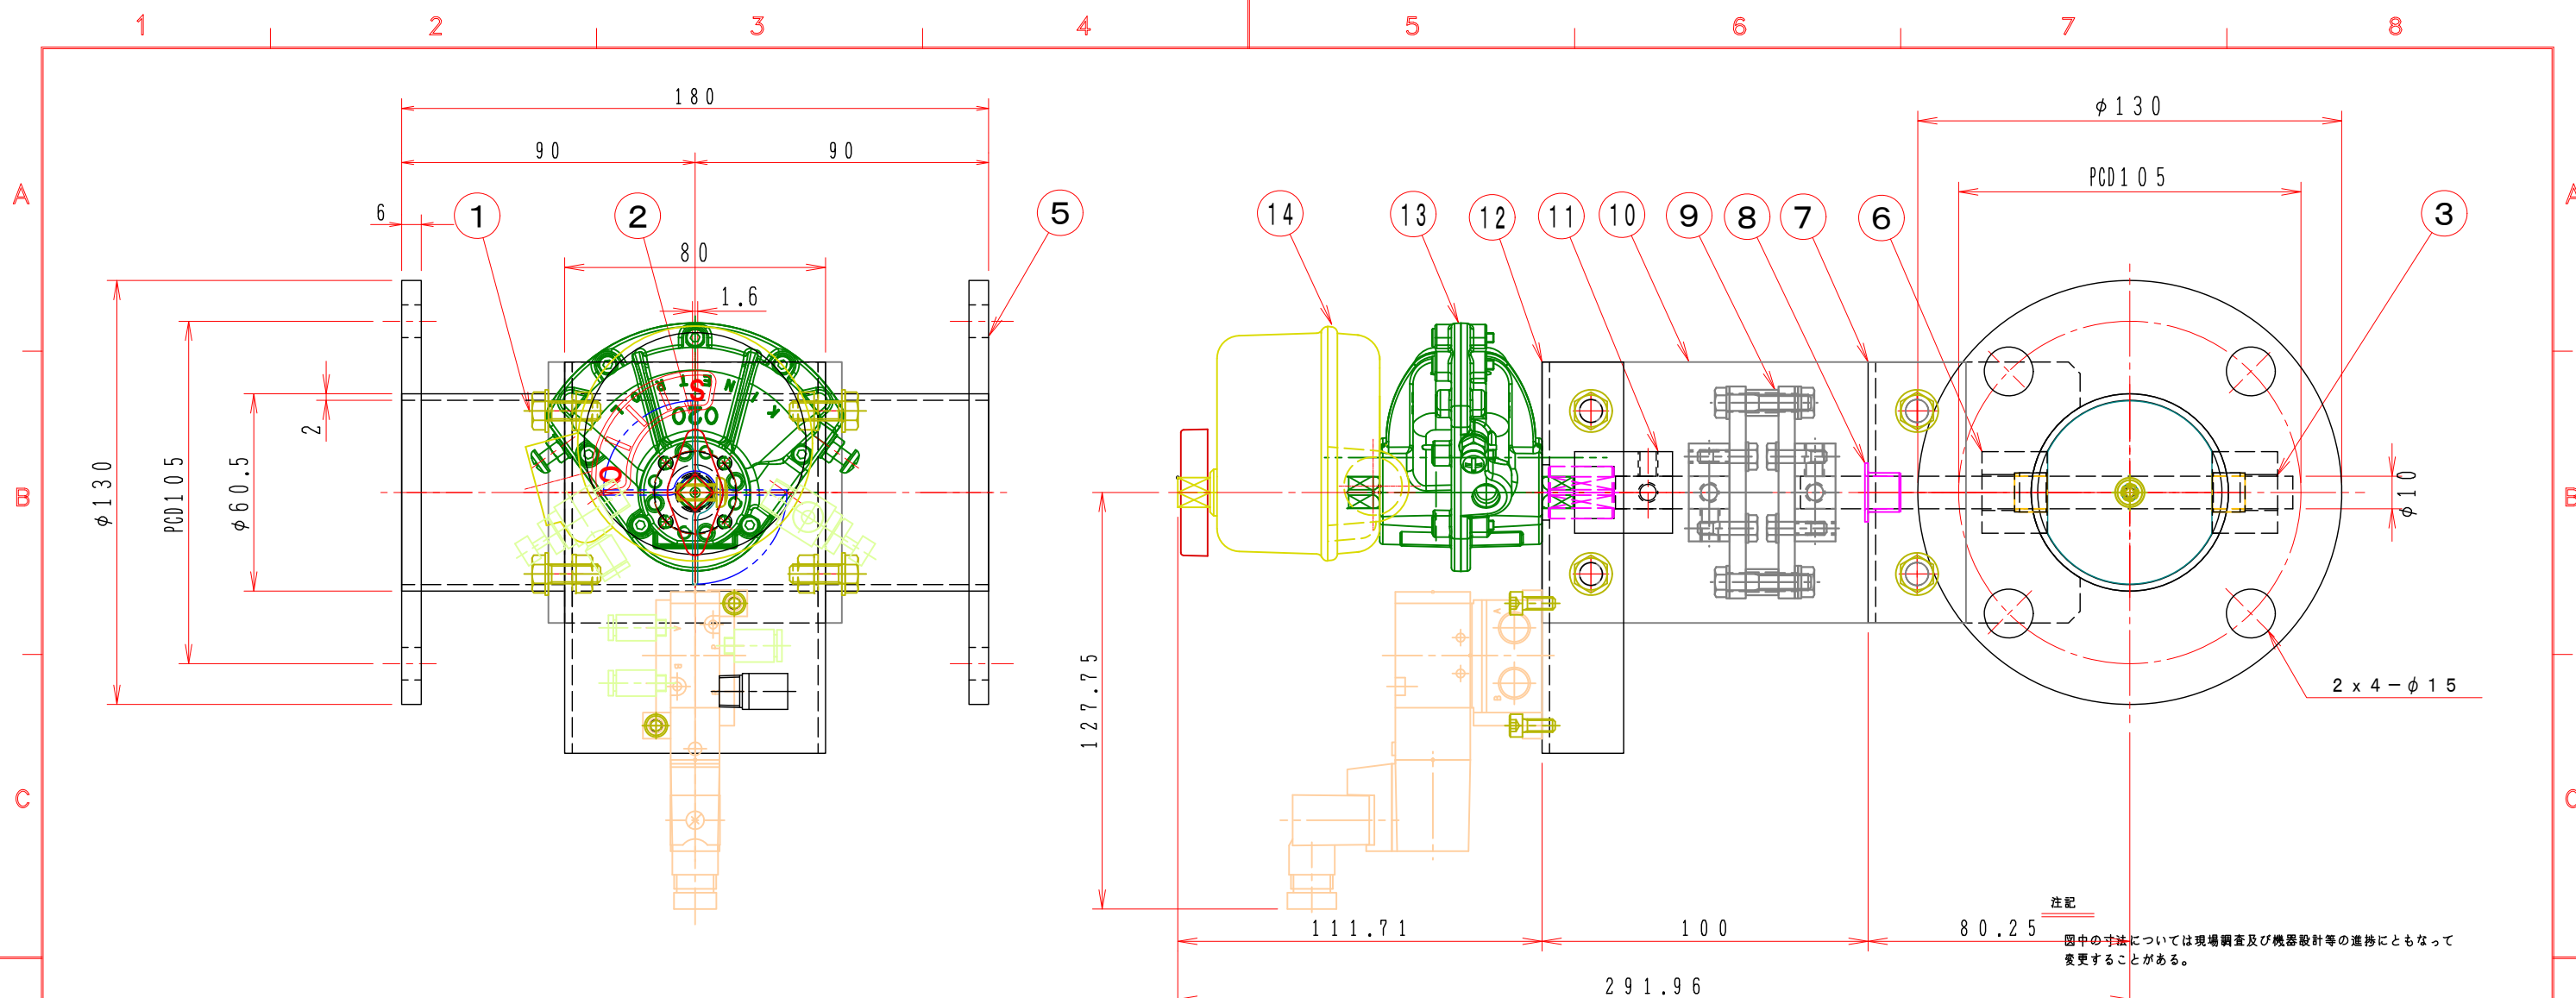 1 2 3 4 5 6 7 8
A
B
C
A
B
C
180
90 90
6
80
1.6
2
φ130
PCD105
φ60.5
1 2 5
S
020
C
φ130
PCD105
14 13 12 11 10 9 8 7 6 3
φ10
2x4-φ15
127.75
111.71 100 80.25
291.96
注記
図中の寸法については現場調査及び機器設計等の進捗にともなって
変更することがある。